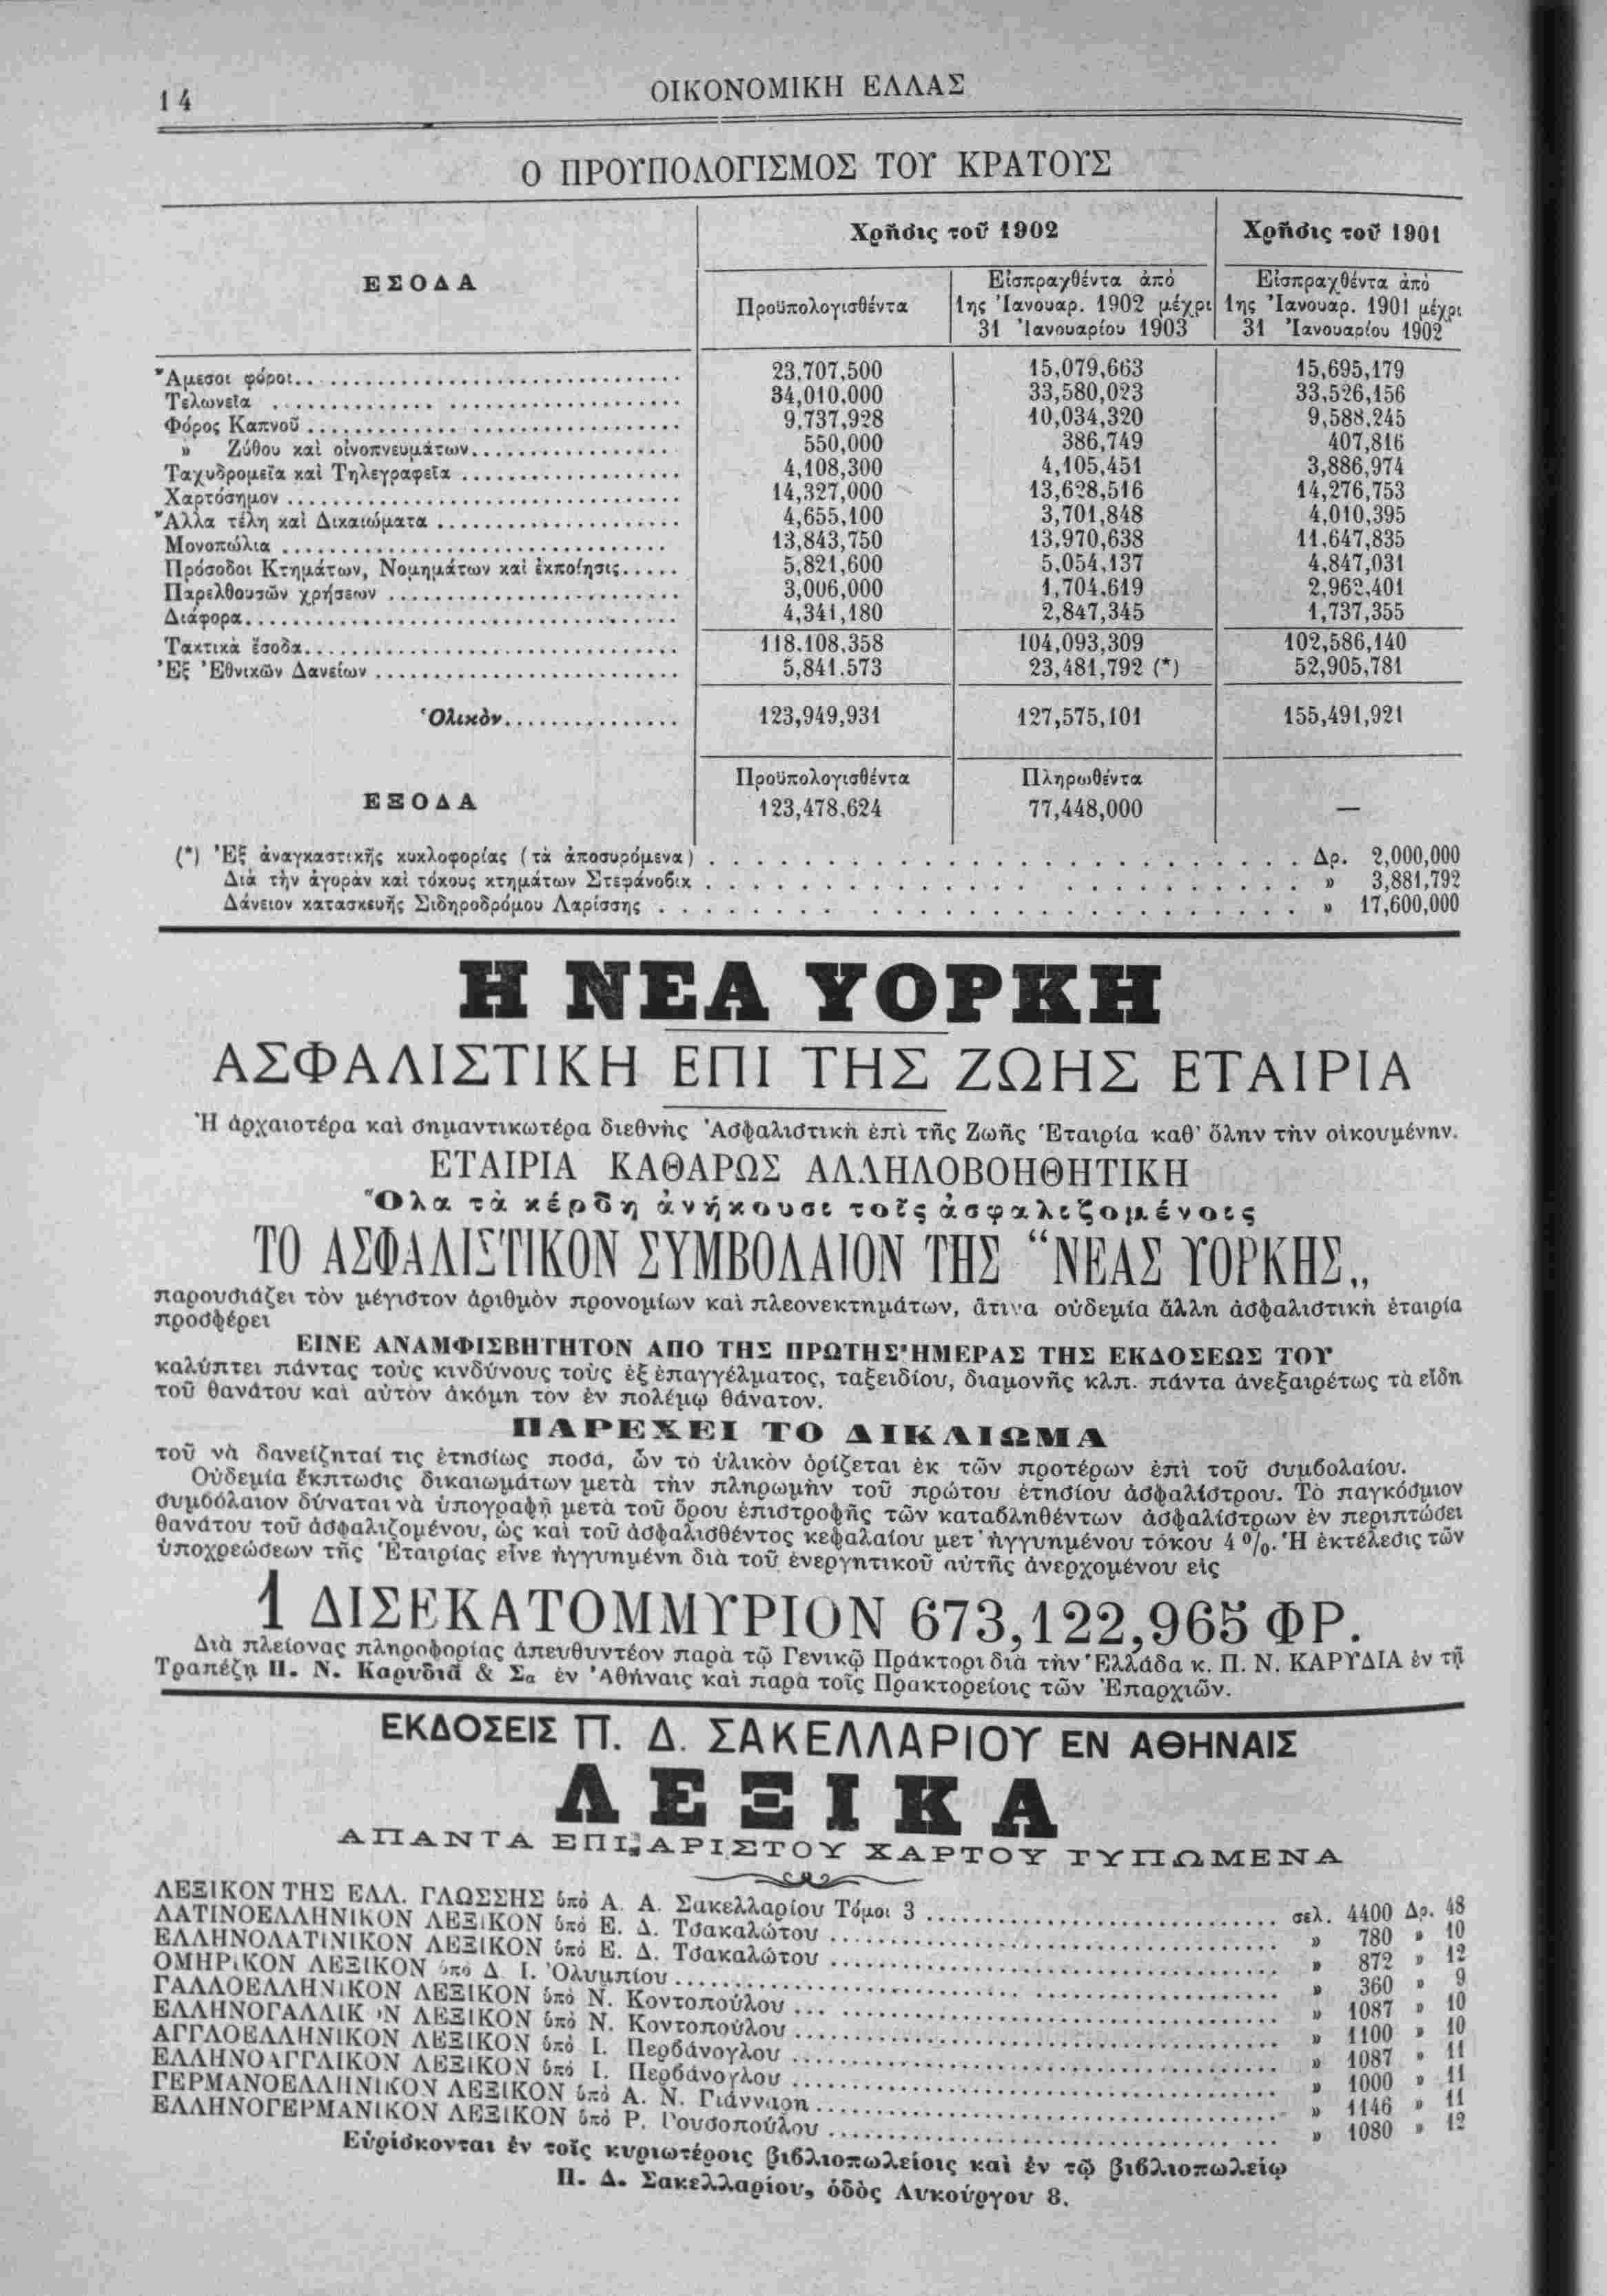 14
ΟΙΚΟΝΟΜΙΚΗ ΕΛΛΑΣ
Ο ΠΡΟΥΠΟΛΟΓΙΣΜΟΣ ΤΟΥ ΚΡΑΤΟΥΣ
ΕΣΟΔΑ
Χρῆσις τοῦ 1902
Χρῆσις τοῦ 1901
Προϋπολογισθέντα
Εἰσπραχθέντα ἀπὸ
1ης Ἰανουαρ. 1902 μέχρι
31 Ἰανουαρίου 1903
Εἰσπραχθέντα ἀπὸ
1ης Ἰανουαρ. 1901 μέχρι
31 Ἰανουαρίου 1902
Ἄμεσοι φόροι 23,707,500 15,079,663 15,695,179
Τελωνεῖα 34,010,000 33,580,023 33,526,156
Φόρος Καπνοῦ 9,737,928 10,034,320 9,588,245
» Ζύθου καὶ οἰνοπνευμάτων 550,000 386,749 407,816
Ταχυδρομεῖα καὶ Τηλεγραφεῖα 4,108,300 4,105,451 3,886,974
Χαρτόσημον 14,327,000 13,628,516 14,276,753
Ἄλλα τέλη καὶ Δικαιώματα 4,655,100 3,701,848 4,010,395
Μονοπώλια 13,843,750 13,970,638 11,647,835
Πρόσοδοι Κτημάτων, Νομημάτων καὶ ἐκποίησις 5,821,600 5,054,137 4,847,031
Παρελθουσῶν χρήσεων 3,006,000 1,704,619 2,962,401
Διάφορα 4,341,180 2,847,345 1,737,355
Τακτικὰ ἔσοδα 118.108,358 104,093,309 102,586,140
Ἐξ Ἐθνικῶν Δανείων 5,841.573 23,481,792 (*) 52,905,781
Ὁλικὸν 123,949,931 127,575,101 155,491,921
ΕΞΟΔΑ
Προϋπολογισθέντα Πληρωθέντα
123,478,624 77,448,000 —
(*) Ἐξ ἀναγκαστικῆς κυκλοφορίας (τὰ ἀποσυρόμενα) Δρ. 2,000,000
Διὰ τὴν ἀγορὰν καὶ τόκους κτημάτων Στεφάνοβικ » 3,881,792
Δάνειον κατασκευῆς Σιδηροδρόμου Λαρίσσης » 17,600,000
Η ΝΕΑ ΥΟΡΚΗ
ΑΣΦΑΛΙΣΤΙΚΗ ΕΠΙ ΤΗΣ ΖΩΗΣ ΕΤΑΙΡΙΑ
Ἡ ἀρχαιοτέρα καὶ σημαντικωτέρα διεθνὴς Ἀσφαλιστικὴ ἐπὶ τῆς Ζωῆς Ἑταιρία καθ' ὅλην τὴν οἰκουμένην.
ΕΤΑΙΡΙΑ ΚΑΘΑΡΩΣ ΑΛΛΗΛΟΒΟΗΘΗΤΙΚΗ
Ὅλα τὰ κέρδη ἀνήκουσι τοῖς ἀσφαλιζομένοις
ΤΟ ΑΣΦΑΛΙΣΤΙΚΟΝ ΣΥΜΒΟΛΑΙΟΝ ΤΗΣ “ΝΕΑΣ ΥΟΡΚΗΣ,,
παρουσιάζει τὸν μέγιστον ἀριθμὸν προνομίων καὶ πλεονεκτημάτων, ἅτινα οὐδεμία ἄλλη ἀσφαλιστικὴ ἑταιρία
προσφέρει
ΕΙΝΕ ΑΝΑΜΦΙΣΒΗΤΗΤΟΝ ΑΠΟ ΤΗΣ ΠΡΩΤΗΣ ΗΜΕΡΑΣ ΤΗΣ ΕΚΔΟΣΕΩΣ ΤΟΥ
καλύπτει πάντας τοὺς κινδύνους τοὺς ἐξ ἐπαγγέλματος, ταξειδίου, διαμονῆς κλπ. πάντα ἀνεξαιρέτως τὰ εἴδη
τοῦ θανάτου καὶ αὐτὸν ἀκόμη τὸν ἐν πολέμῳ θάνατον.
ΠΑΡΕΧΕΙ ΤΟ ΔΙΚΑΙΩΜΑ
τοῦ νὰ δανείζηταί τις ἐτησίως ποσά, ὧν τὸ ὑλικὸν ὁρίζεται ἐκ τῶν προτέρων ἐπὶ τοῦ συμβολαίου.
Οὐδεμία ἔκπτωσις δικαιωμάτων μετὰ τὴν πληρωμὴν τοῦ πρώτου ἐτησίου ἀσφαλίστρου. Τὸ παγκόσμιον
συμβόλαιον δύναται νὰ ὑπογραφῇ μετὰ τοῦ ὅρου ἐπιστροφῆς τῶν καταβληθέντων ἀσφαλίστρων ἐν περιπτώσει
θανάτου τοῦ ἀσφαλιζομένου, ὡς καὶ τοῦ ἀσφαλισθέντος κεφαλαίου μετ' ἠγγυημένου τόκου 4 %. Ἡ ἐκτέλεσις τῶν
ὑποχρεώσεων τῆς Ἑταιρίας εἶνε ἠγγυημένη διὰ τοῦ ἐνεργητικοῦ αὐτῆς ἀνερχομένου εἰς
1 ΔΙΣΕΚΑΤΟΜΜΥΡΙΟΝ 673,122,965 ΦΡ.
Διὰ πλείονας πληροφορίας ἀπευθυντέον παρὰ τῷ Γενικῷ Πράκτορι διὰ τὴν Ἑλλάδα κ. Π. Ν. ΚΑΡΥΔΙΑ ἐν τῇ
Τραπέζῃ Π. Ν. Καρυδιᾶ & Σα ἐν Ἀθήναις καὶ παρὰ τοῖς Πρακτορείοις τῶν Ἐπαρχιῶν.
ΕΚΔΟΣΕΙΣ Π. Δ. ΣΑΚΕΛΛΑΡΙΟΥ ΕΝ ΑΘΗΝΑΙΣ
ΛΕΞΙΚΑ
ΑΠΑΝΤΑ ΕΠΙ ΑΡΙΣΤΟΥ ΧΑΡΤΟΥ ΤΥΠΩΜΕΝΑ
ΛΕΞΙΚΟΝ ΤΗΣ ΕΛΛ. ΓΛΩΣΣΗΣ ὑπὸ Α. Α. Σακελλαρίου Τόμοι 3 σελ. 4400 Δρ. 48
ΛΑΤΙΝΟΕΛΛΗΝΙΚΟΝ ΛΕΞΙΚΟΝ ὑπὸ Ε. Δ. Τσακαλώτου » 780 » 10
ΕΛΛΗΝΟΛΑΤΙΝΙΚΟΝ ΛΕΞΙΚΟΝ ὑπὸ Ε. Δ. Τσακαλώτου » 872 » 12
ΟΜΗΡΙΚΟΝ ΛΕΞΙΚΟΝ ὑπὸ Δ. Ι. Ὀλυμπίου » 360 » 9
ΓΑΛΛΟΕΛΛΗΝΙΚΟΝ ΛΕΞΙΚΟΝ ὑπὸ Ν. Κοντοπούλου » 1087 » 10
ΕΛΛΗΝΟΓΑΛΛΙΚΟΝ ΛΕΞΙΚΟΝ ὑπὸ Ν. Κοντοπούλου » 1100 » 10
ΑΓΓΛΟΕΛΛΗΝΙΚΟΝ ΛΕΞΙΚΟΝ ὑπὸ Ι. Περβάνογλου » 1087 » 11
ΕΛΛΗΝΟΑΓΓΛΙΚΟΝ ΛΕΞΙΚΟΝ ὑπὸ Ι. Περβάνογλου » 1000 » 11
ΓΕΡΜΑΝΟΕΛΛΗΝΙΚΟΝ ΛΕΞΙΚΟΝ ὑπὸ Α. Ν. Γιάνναρη » 1146 » 11
ΕΛΛΗΝΟΓΕΡΜΑΝΙΚΟΝ ΛΕΞΙΚΟΝ ὑπὸ Ρ. Ρουσοπούλου » 1080 » 12
Εὑρίσκονται ἐν τοῖς κυριωτέροις βιβλιοπωλείοις καὶ ἐν τῷ βιβλιοπωλείῳ
Π. Δ. Σακελλαρίου, ὁδὸς Λυκούργου 8.